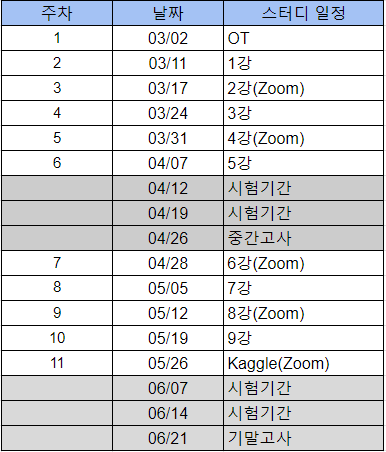 주차 날짜 스터디 일정
1 03/02 OT
2 03/11 1강
3 03/17 2강(Zoom)
4 03/24 3강
5 03/31 4강(Zoom)
6 04/07 5강
04/12 시험기간
04/19 시험기간
04/26 중간고사
7 04/28 6강(Zoom)
8 05/05 7강
9 05/12 8강(Zoom)
10 05/19 9강
11 05/26 Kaggle(Zoom)
06/07 시험기간
06/14 시험기간
06/21 기말고사